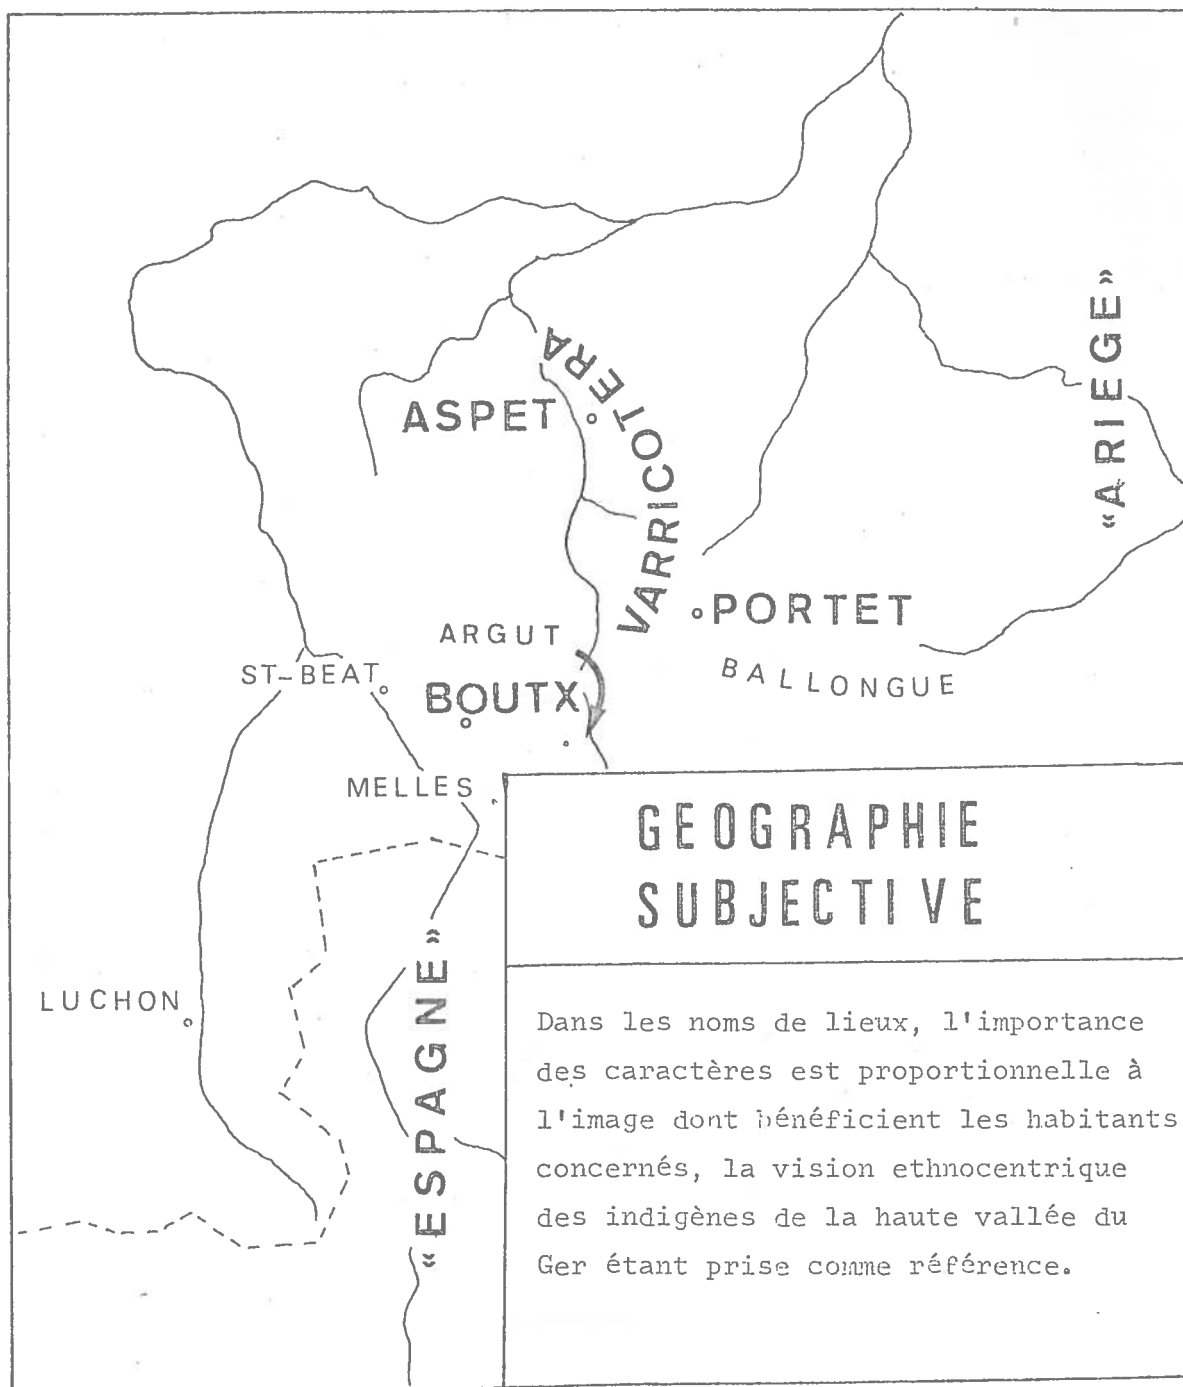 «ARIEGE»
VARRICOTERA
ASPET
PORTET
ARGUT
BALLONGUE
ST-BEAT
BOUTX
MELLES
GEOGRAPHIE
SUBJECTIVE
«ESPAGNE»
LUCHON
Dans les noms de lieux, l'importance
des caractères est proportionnelle à
l'image dont bénéficient les habitants
concernés, la vision ethnocentrique
des indigènes de la haute vallée du
Ger étant prise comme référence.